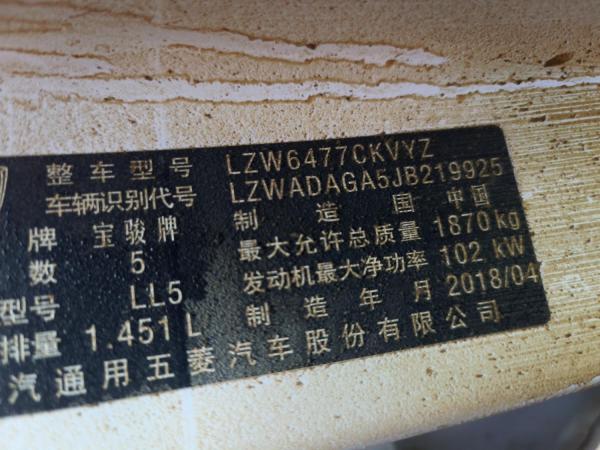 整车型号 LZW6477CKVYZ
车辆识别代号 LZWADAGA5JB219925
牌 宝骏牌 制造国 中国
数 5 最大允许总质量 1870 kg
型号 LL5 发动机最大净功率 102 kW
排量 1.451 L 制造年月 2018/04
汽通用五菱汽车股份有限公司